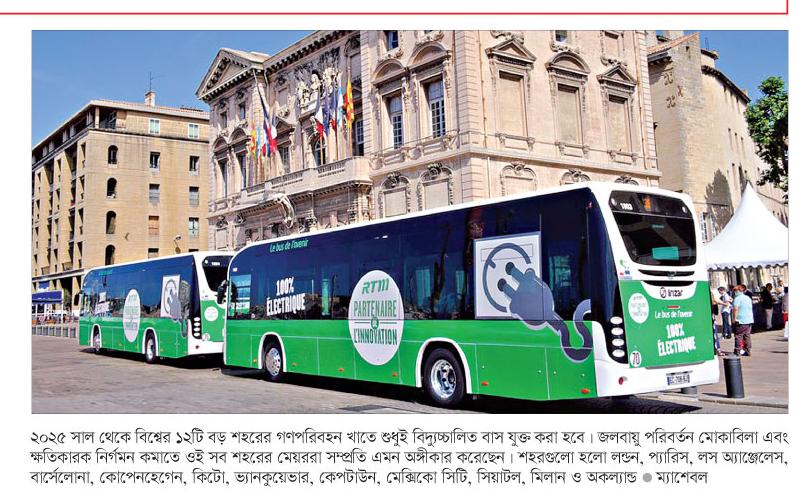 Le bus de l'avenir
100%
ÉLECTRIQUE
RTM
PARTENAIRE
DE
L'INNOVATION
1803
irizar
Le bus de l'avenir
100%
ÉLECTRIQUE
70
২০২৫ সাল থেকে বিশ্বের ১২টি বড় শহরের গণপরিবহন খাতে শুধুই বিদ্যুচ্চালিত বাস যুক্ত করা হবে। জলবায়ু পরিবর্তন মোকাবিলা এবং
ক্ষতিকারক নির্গমন কমাতে ওই সব শহরের মেয়ররা সম্প্রতি এমন অঙ্গীকার করেছেন। শহরগুলো হলো লন্ডন, প্যারিস, লস অ্যাঞ্জেলেস,
বার্সেলোনা, কোপেনহেগেন, কিটো, ভ্যানকুয়েভার, কেপটাউন, মেক্সিকো সিটি, সিয়াটল, মিলান ও অকল্যান্ড ● ম্যাশেবল